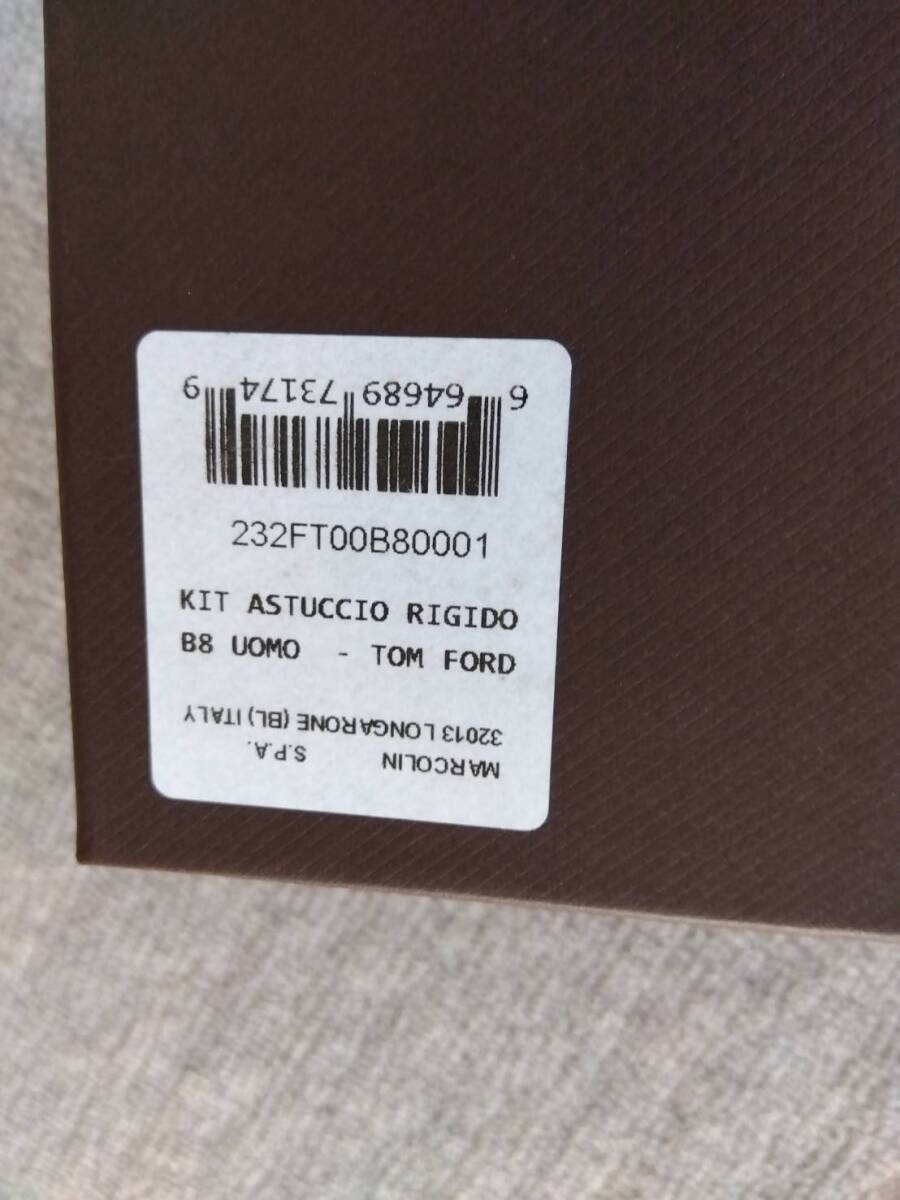 6 64689 73174 9
232FT00B80001
KIT ASTUCCIO RIGIDO
B8 UOMO - TOM FORD
MARCOLIN S.P.A.
32013 LONGARONE (BL) ITALY